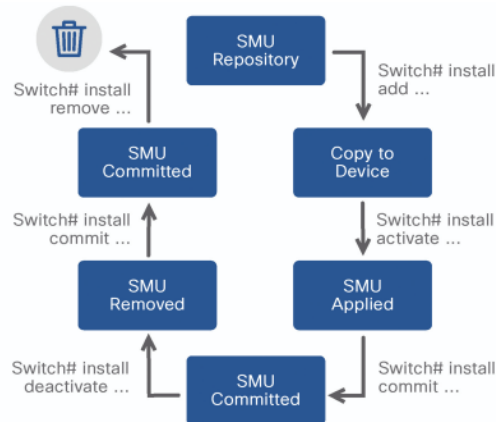 SMU
Repository
Switch# install
add ...
Copy to
Device
Switch# install
activate ...
SMU
Applied
Switch# install
commit ...
SMU
Committed
Switch# install
deactivate ...
SMU
Removed
Switch# install
commit ...
SMU
Committed
Switch# install
remove ...